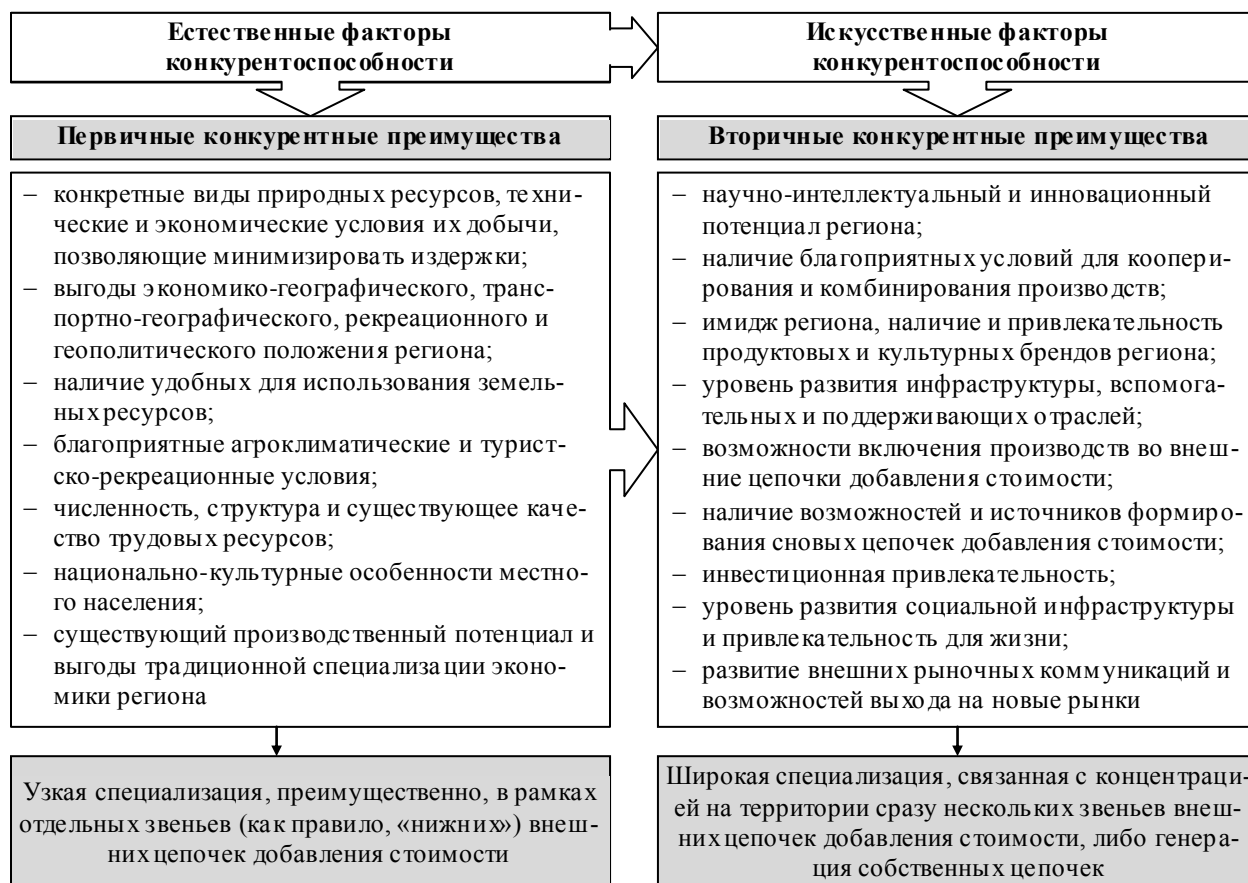 Естественные факторы
конкурентоспособности
Искусственные факторы
конкурентоспособности
Первичные конкурентные преимущества
Вторичные конкурентные преимущества
– конкретные виды природных ресурсов, техни-
ческие и экономические условия их добычи,
позволяющие минимизировать издержки;
– выгоды экономико-географического, транс-
портно-географического, рекреационного и
геополитического положения региона;
– наличие удобных для использования земель-
ных ресурсов;
– благоприятные агроклиматические и турист-
ско-рекреационные условия;
– численность, структура и существующее каче-
ство трудовых ресурсов;
– национально-культурные особенности местно-
го населения;
– существующий производственный потенциал и
выгоды традиционной специализации эконо-
мики региона
– научно-интеллектуальный и инновационный
потенциал региона;
– наличие благоприятных условий для коопери-
рования и комбинирования производств;
– имидж региона, наличие и привлекательность
продуктовых и культурных брендов региона;
– уровень развития инфраструктуры, вспомога-
тельных и поддерживающих отраслей;
– возможности включения производств во внеш-
ние цепочки добавления стоимости;
– наличие возможностей и источников формиро-
вания сновых цепочек добавления стоимости;
– инвестиционная привлекательность;
– уровень развития социальной инфраструктуры
и привлекательность для жизни;
– развитие внешних рыночных коммуникаций и
возможностей выхода на новые рынки
Узкая специализация, преимущественно, в рамках
отдельных звеньев (как правило, «нижних») внеш-
них цепочек добавления стоимости
Широкая специализация, связанная с концентраци-
ей на территории сразу нескольких звеньев внеш-
них цепочек добавления стоимости, либо генера-
ция собственных цепочек